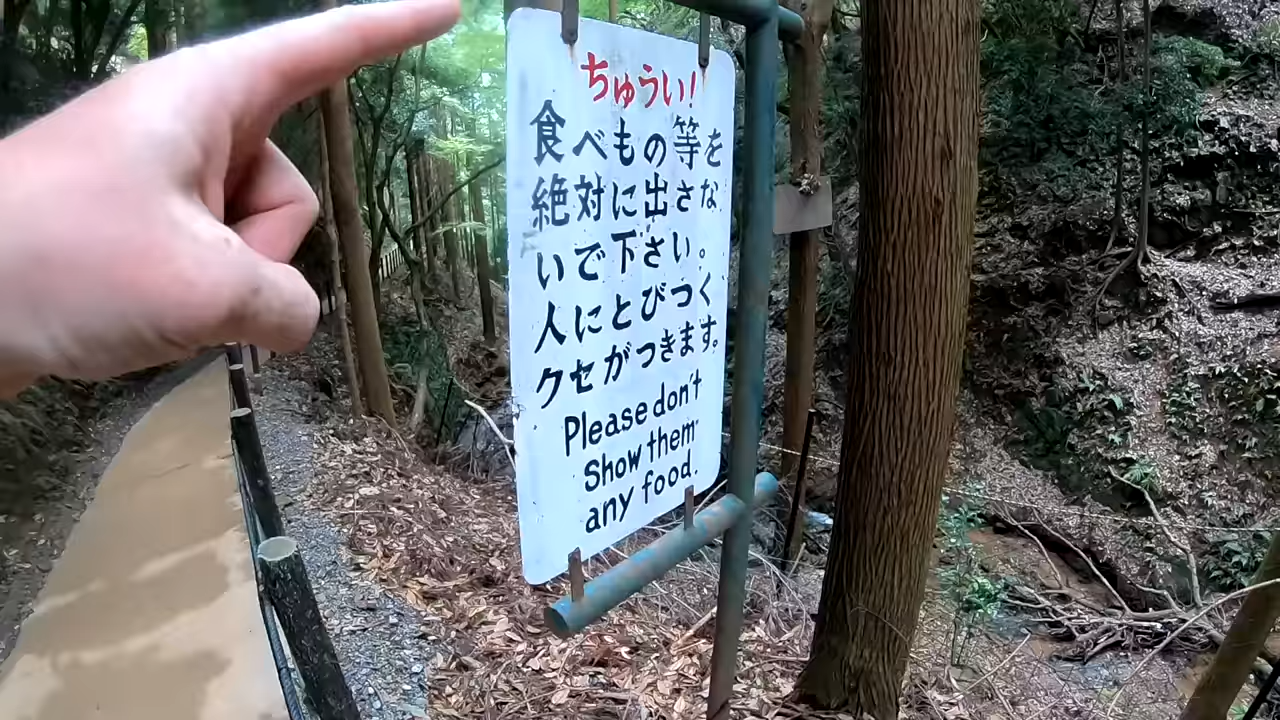 ちゅうい!
食べもの等を
絶対に出さな
いで下さい。
人にとびつく
クセがつきます。
Please don't
Show them
any food.